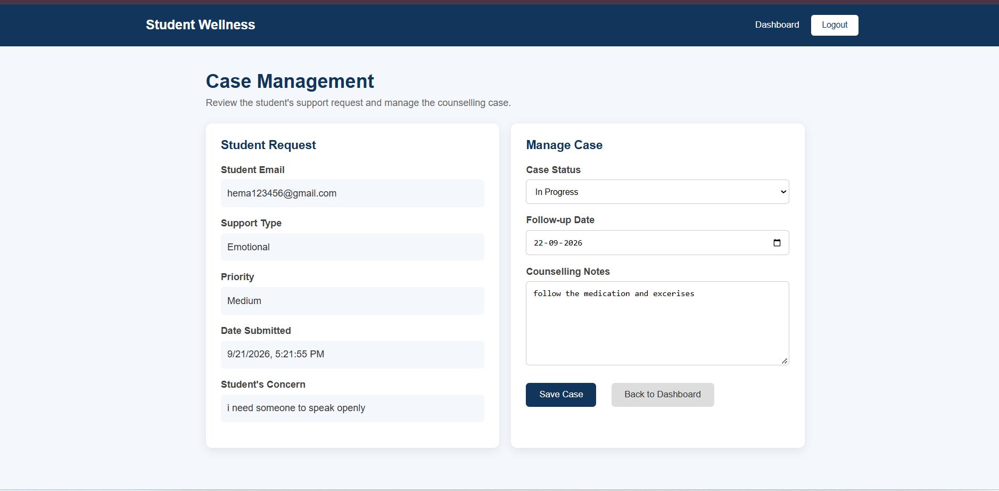 Student Wellness
Dashboard
Logout
Case Management
Review the student's support request and manage the counselling case.
Student Request
Student Email
hema123456@gmail.com
Support Type
Emotional
Priority
Medium
Date Submitted
9/21/2026, 5:21:55 PM
Student's Concern
i need someone to speak openly
Manage Case
Case Status
In Progress
Follow-up Date
22-09-2026
Counselling Notes
follow the medication and excerises
Save Case
Back to Dashboard